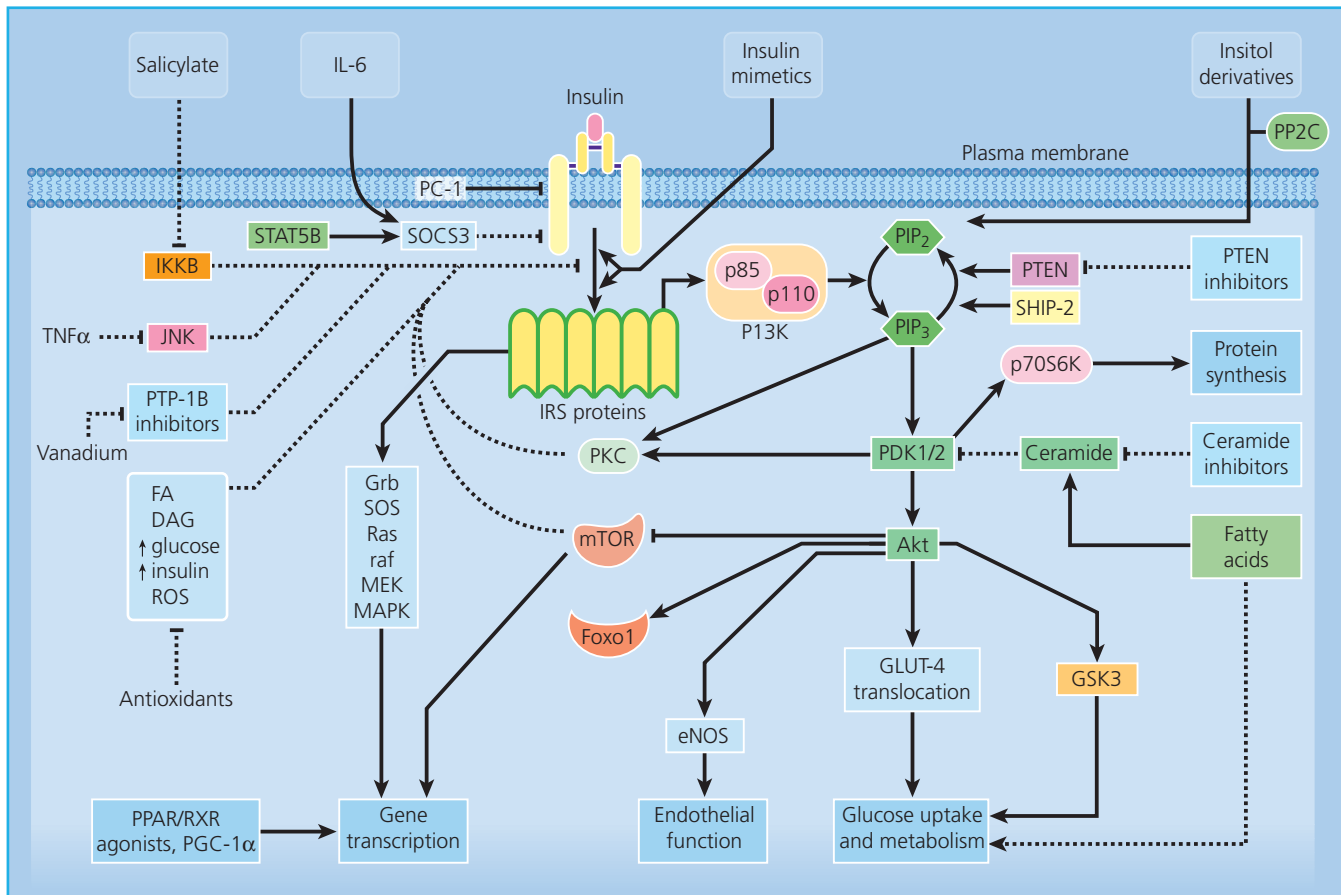 Salicylate
IL-6
Insulin
mimetics
Insitol
derivatives
Insulin
PP2C
Plasma membrane
PC-1
STAT5B
SOCS3
IKKB
PIP2
p85
p110
P13K
PTEN
SHIP-2
PTEN
inhibitors
TNFα
JNK
PIP3
IRS proteins
p70S6K
Protein
synthesis
PTP-1B
inhibitors
Vanadium
PKC
PDK1/2
Ceramide
Ceramide
inhibitors
FA
DAG
↑ glucose
↑ insulin
ROS
Grb
SOS
Ras
raf
MEK
MAPK
mTOR
Akt
Fatty
acids
Foxo1
Antioxidants
GLUT-4
translocation
GSK3
eNOS
PPAR/RXR
agonists, PGC-1α
Gene
transcription
Endothelial
function
Glucose uptake
and metabolism